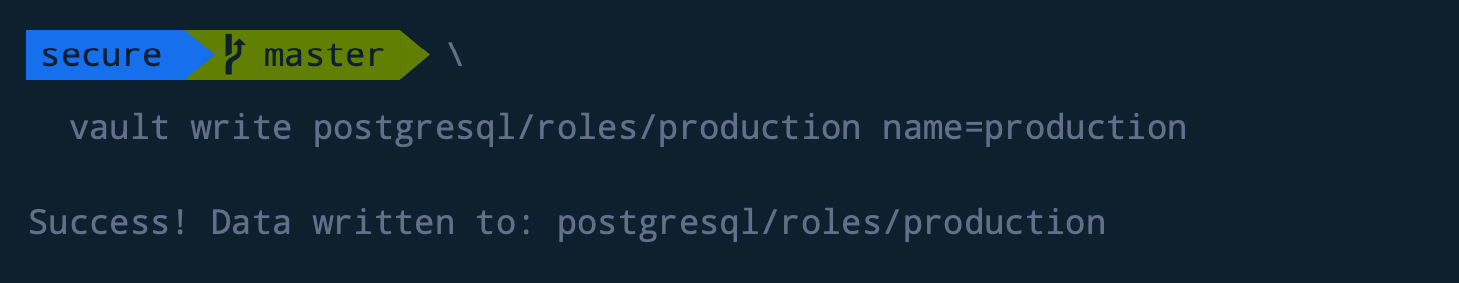 secure master \
vault write postgresql/roles/production name=production
Success! Data written to: postgresql/roles/production